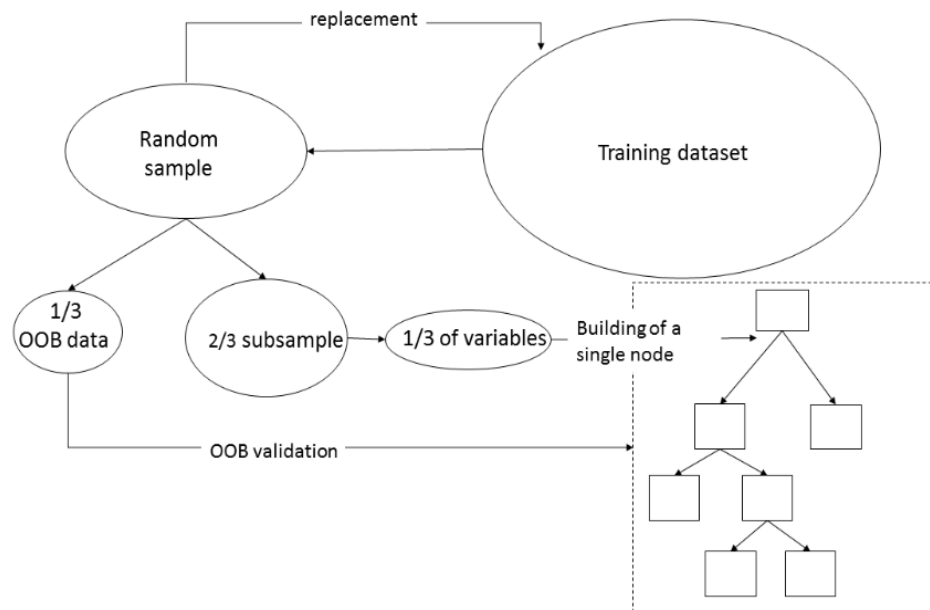 replacement
Random
sample
Training dataset
1/3
OOB data
2/3 subsample
1/3 of variables
Building of a
single node
OOB validation